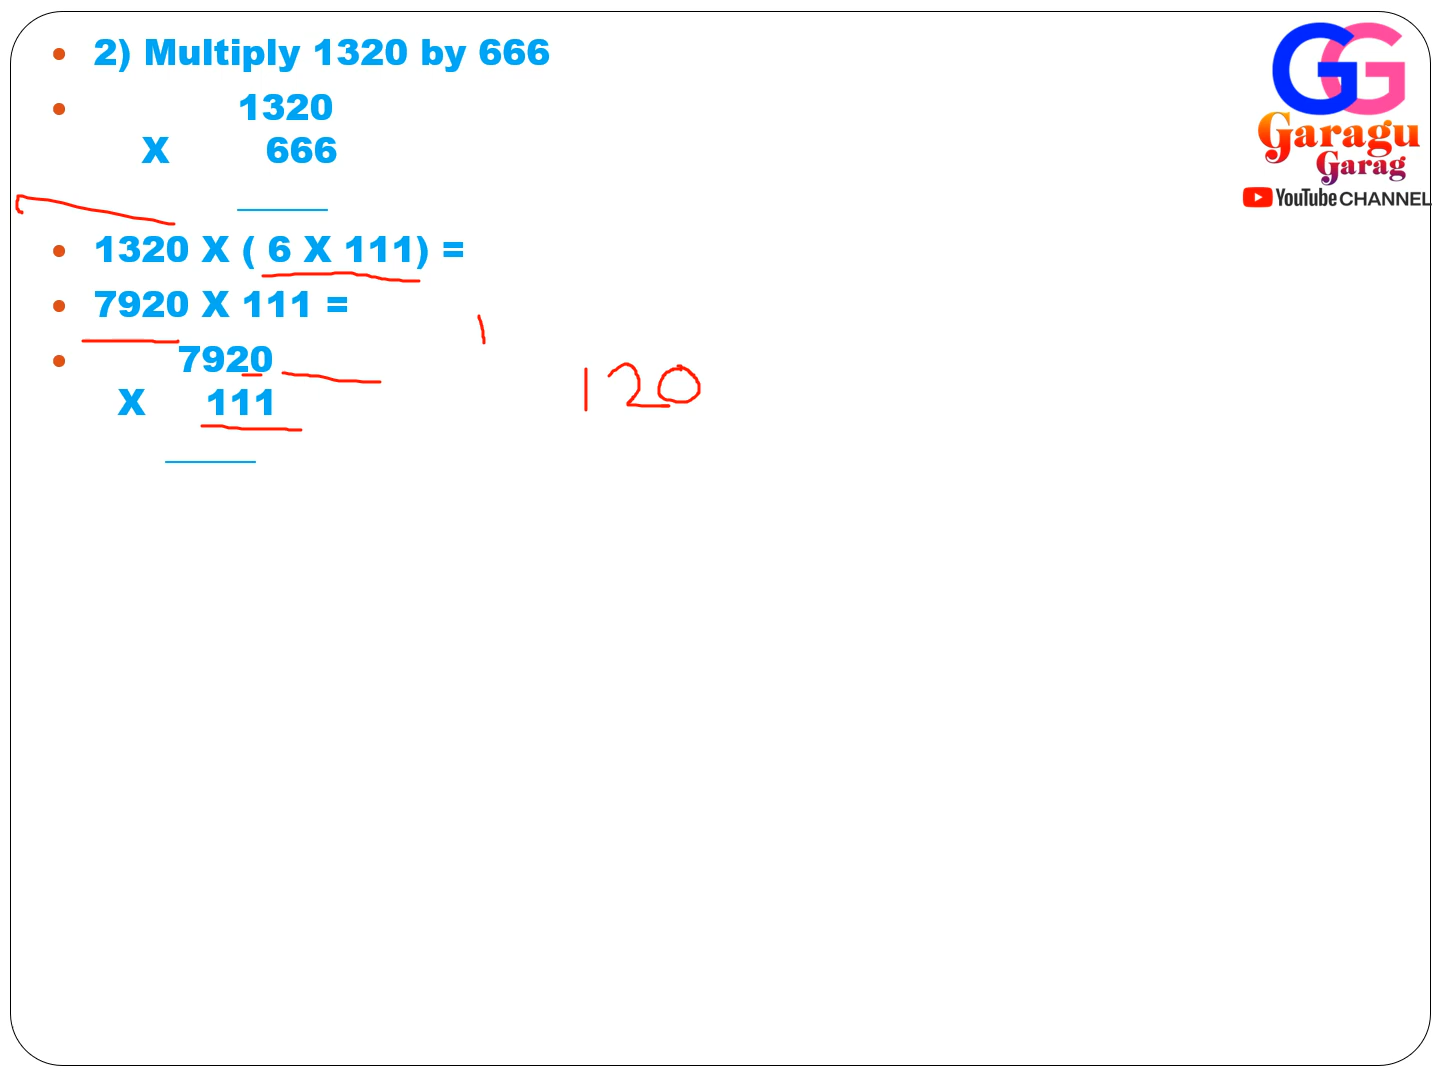 2) Multiply 1320 by 666
1320
X 666
1320 X ( 6 X 111) =
7920 X 111 =
7920
X 111
120
GG
Garagu
Garag
YouTube CHANNEL